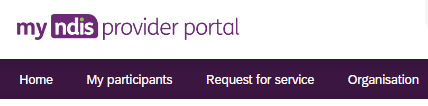 my ndis provider portal
Home My participants Request for service Organisation